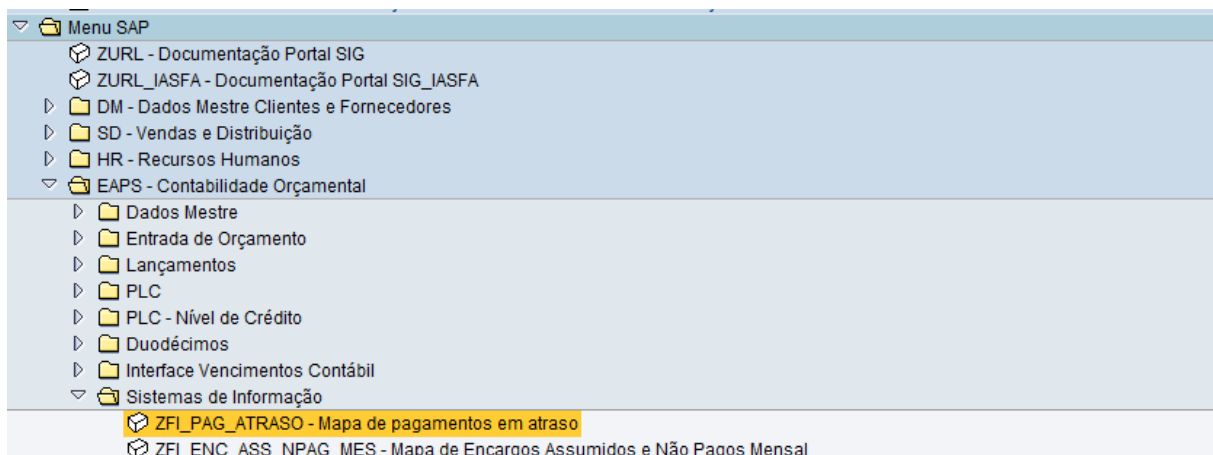 Menu SAP
ZURL - Documentação Portal SIG
ZURL_IASFA - Documentação Portal SIG_IASFA
DM - Dados Mestre Clientes e Fornecedores
SD - Vendas e Distribuição
HR - Recursos Humanos
EAPS - Contabilidade Orçamental
Dados Mestre
Entrada de Orçamento
Lançamentos
PLC
PLC - Nível de Crédito
Duodécimos
Interface Vencimentos Contábil
Sistemas de Informação
ZFI_PAG_ATRASO - Mapa de pagamentos em atraso
ZFI_ENC_ASS_NPAG_MES - Mapa de Encargos Assumidos e Não Pagos Mensal